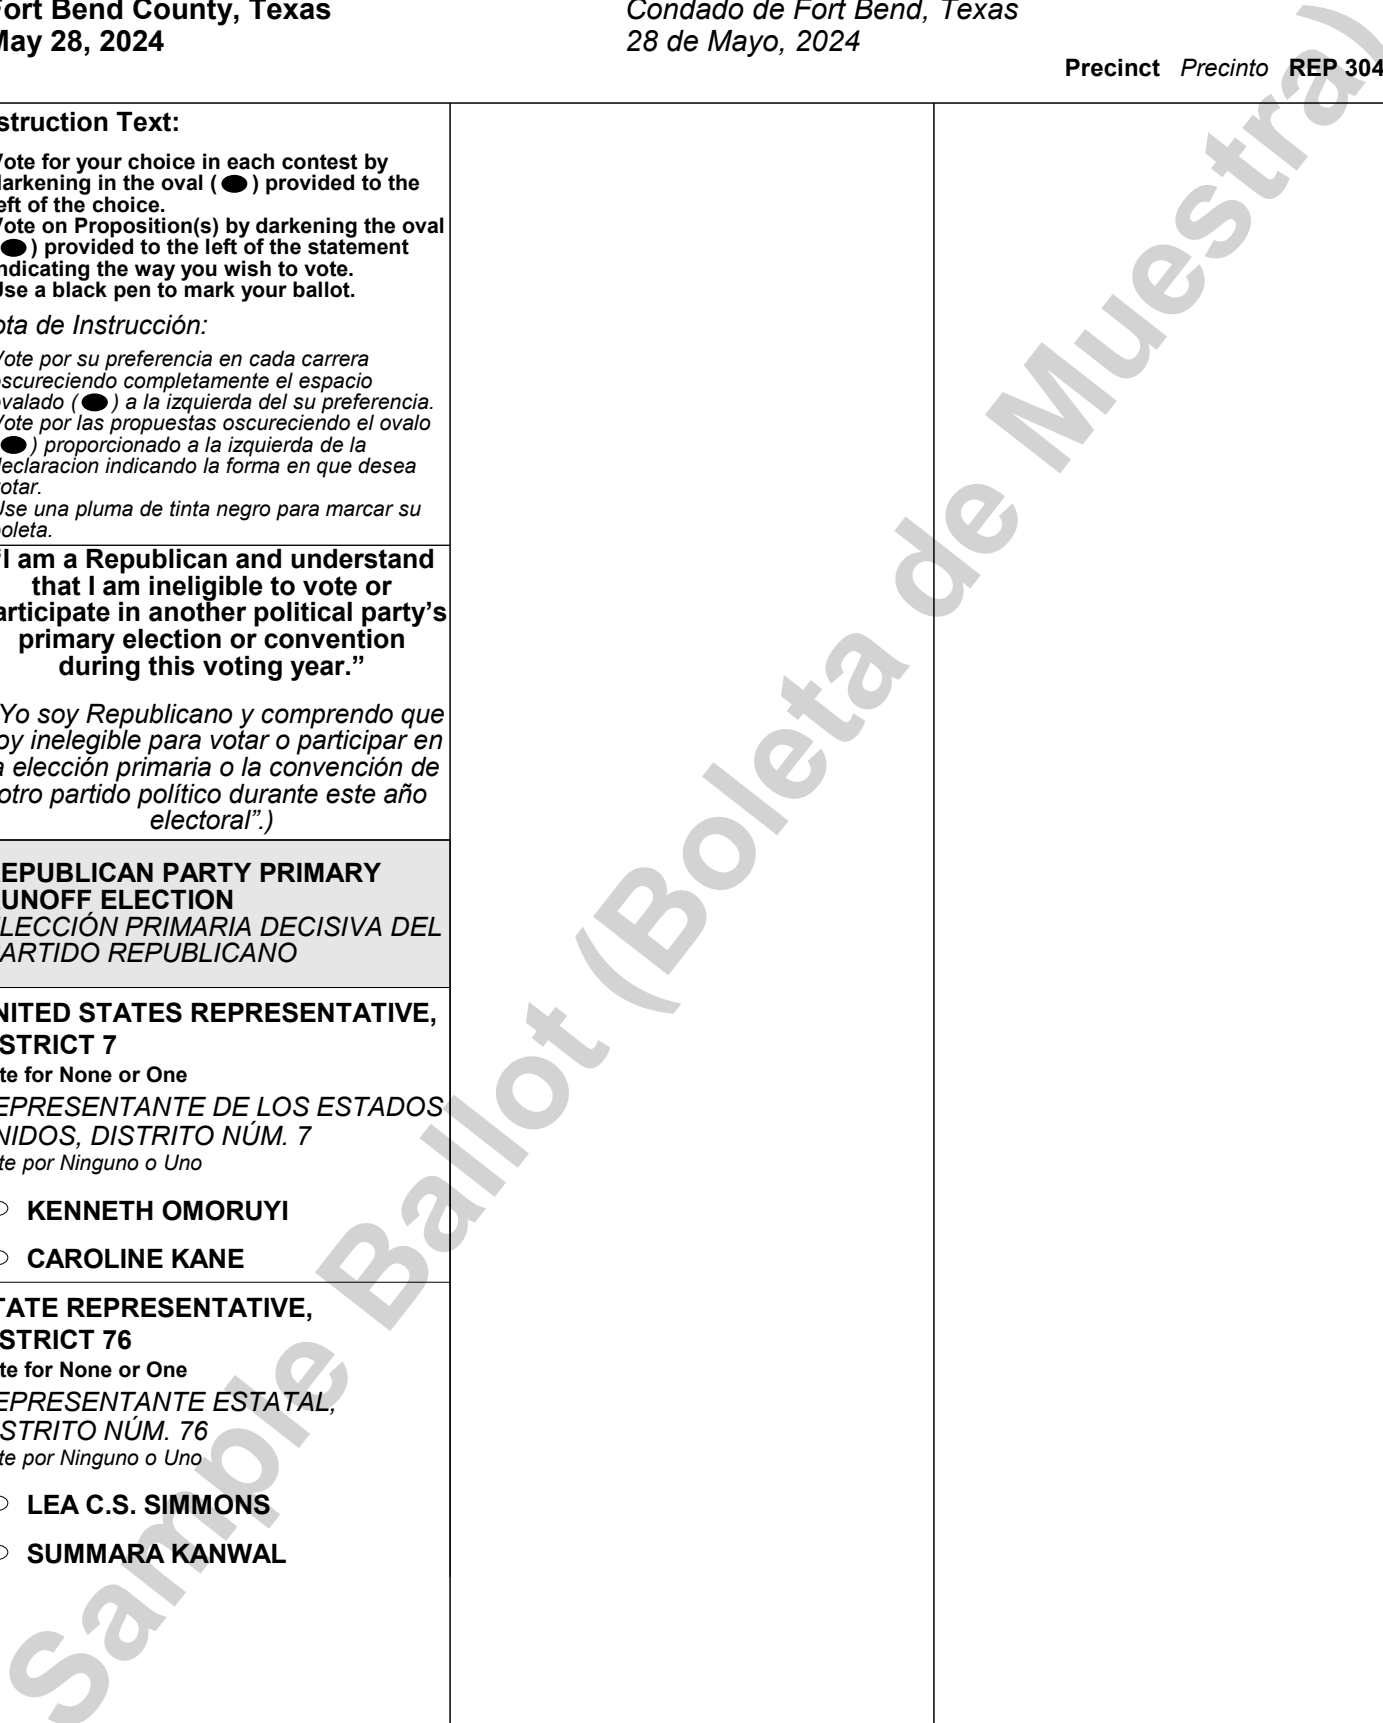 Fort Bend County, Texas
May 28, 2024
Condado de Fort Bend, Texas
28 de Mayo, 2024
Precinct Precinto REP 304
struction Text:
Vote for your choice in each contest by
darkening in the oval ( ) provided to the
left of the choice.
Vote on Proposition(s) by darkening the oval
) provided to the left of the statement
indicating the way you wish to vote.
Use a black pen to mark your ballot.
ota de Instrucción:
Vote por su preferencia en cada carrera
oscureciendo completamente el espacio
ovalado ( ) a la izquierda del su preferencia.
Vote por las propuestas oscureciendo el ovalo
) proporcionado a la izquierda de la
declaracion indicando la forma en que desea
votar.
Use una pluma de tinta negro para marcar su
boleta.
“I am a Republican and understand
that I am ineligible to vote or
articipate in another political party’s
primary election or convention
during this voting year.”
“Yo soy Republicano y comprendo que
oy inelegible para votar o participar en
a elección primaria o la convención de
otro partido político durante este año
electoral”.)
EPUBLICAN PARTY PRIMARY
RUNOFF ELECTION
ELECCIÓN PRIMARIA DECISIVA DEL
PARTIDO REPUBLICANO
NITED STATES REPRESENTATIVE,
STRICT 7
te for None or One
EPRESENTANTE DE LOS ESTADOS
NIDOS, DISTRITO NÚM. 7
te por Ninguno o Uno
KENNETH OMORUYI
CAROLINE KANE
TATE REPRESENTATIVE,
STRICT 76
te for None or One
EPRESENTANTE ESTATAL,
STRITO NÚM. 76
te por Ninguno o Uno
LEA C.S. SIMMONS
SUMMARA KANWAL
Sample Ballot (Boleta de Muestra)